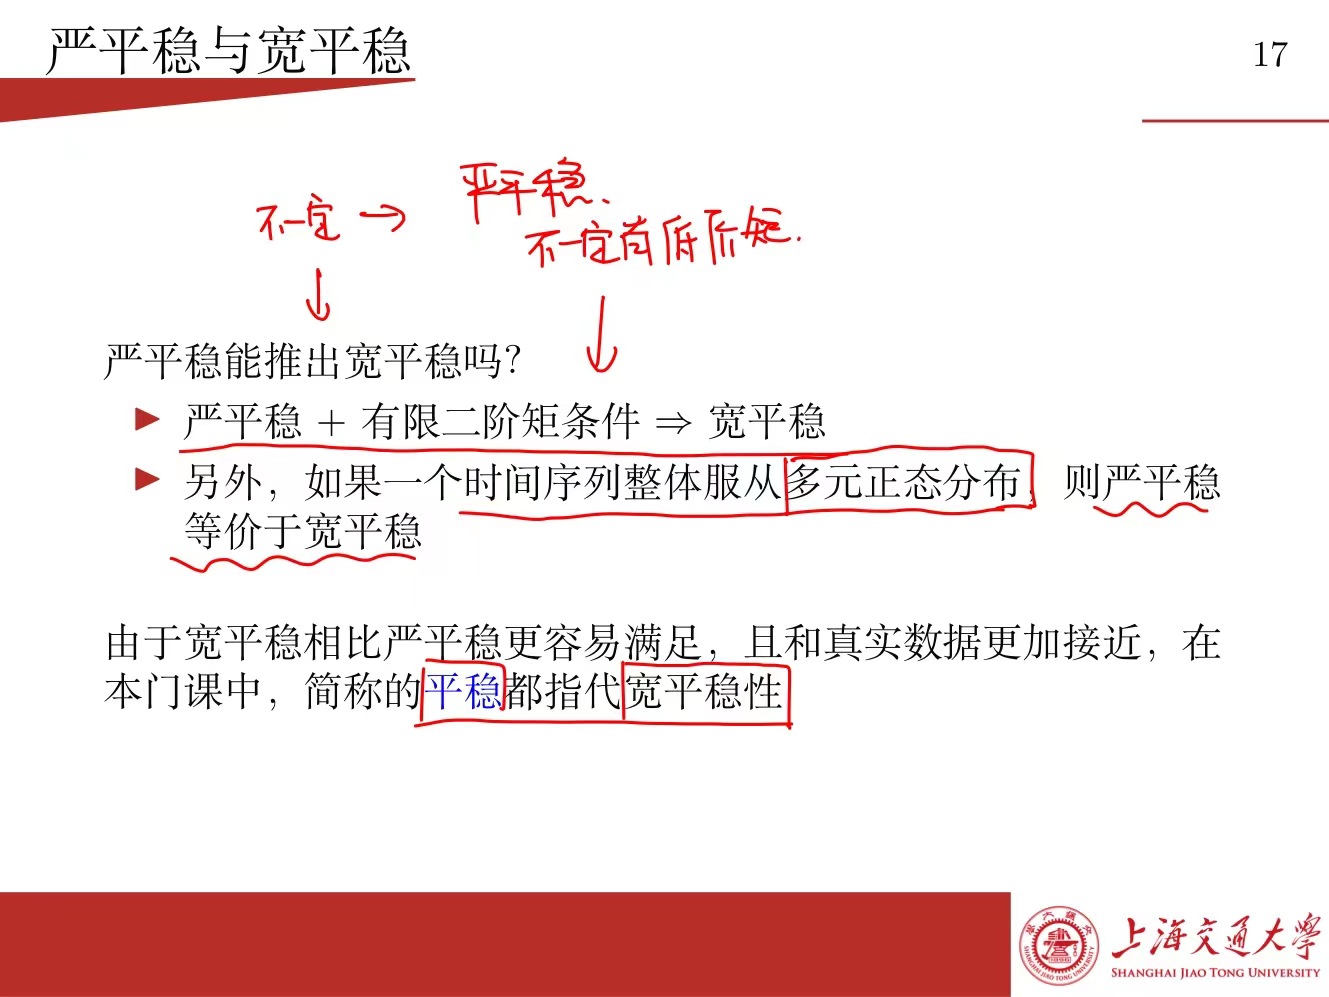 严平稳与宽平稳
17
严平稳.
不一定 →
不一定有低阶矩.
严平稳能推出宽平稳吗?
▶ 严平稳 + 有限二阶矩条件 ⇒ 宽平稳
▶ 另外, 如果一个时间序列整体服从多元正态分布, 则严平稳
等价于宽平稳
由于宽平稳相比严平稳更容易满足, 且和真实数据更加接近, 在
本门课中, 简称的平稳都指代宽平稳性
上海交通大学
SHANGHAI JIAO TONG UNIVERSITY